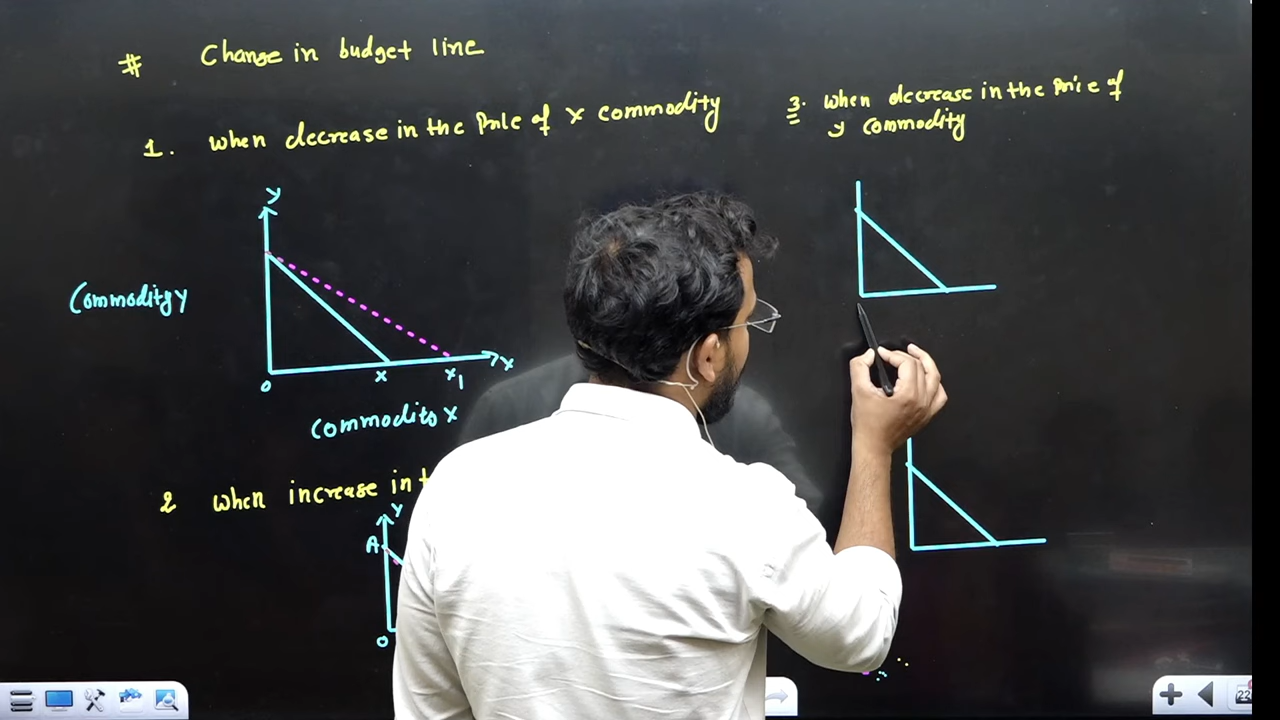 # Change in budget line
1. when decrease in the Price of x commodity
y
Commodity y
o
x
x1
x
commodity x
2 when increase in t
y
A
o
3. when decrease in the Price of
y commodity
22